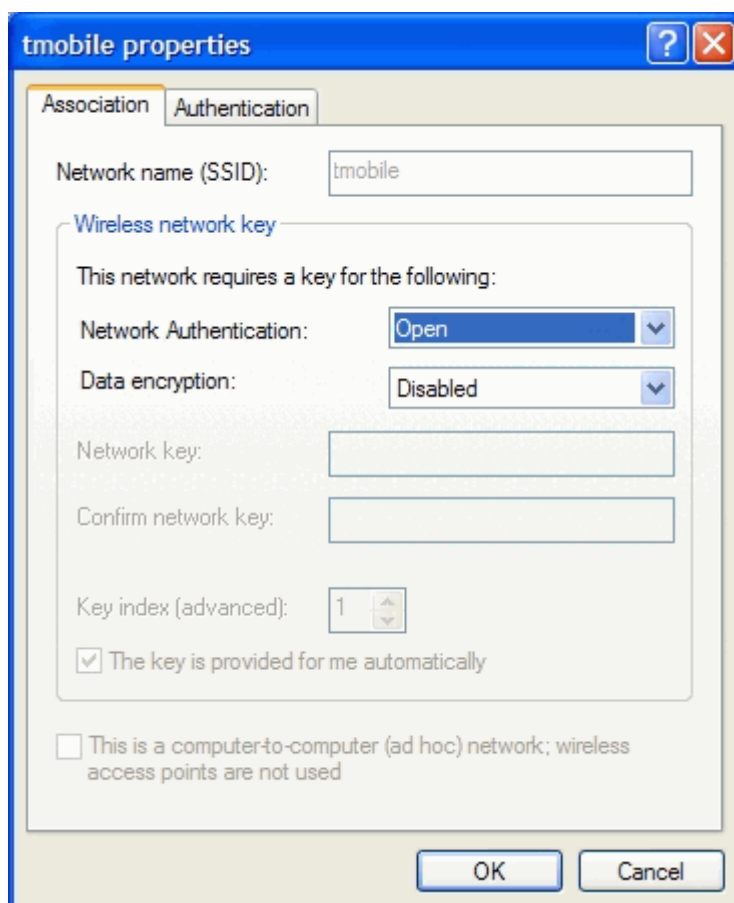 tmobile properties
Association Authentication
Network name (SSID): tmobile
Wireless network key
This network requires a key for the following:
Network Authentication: Open
Data encryption: Disabled
Network key:
Confirm network key:
Key index (advanced): 1
The key is provided for me automatically
This is a computer-to-computer (ad hoc) network; wireless
access points are not used
OK Cancel